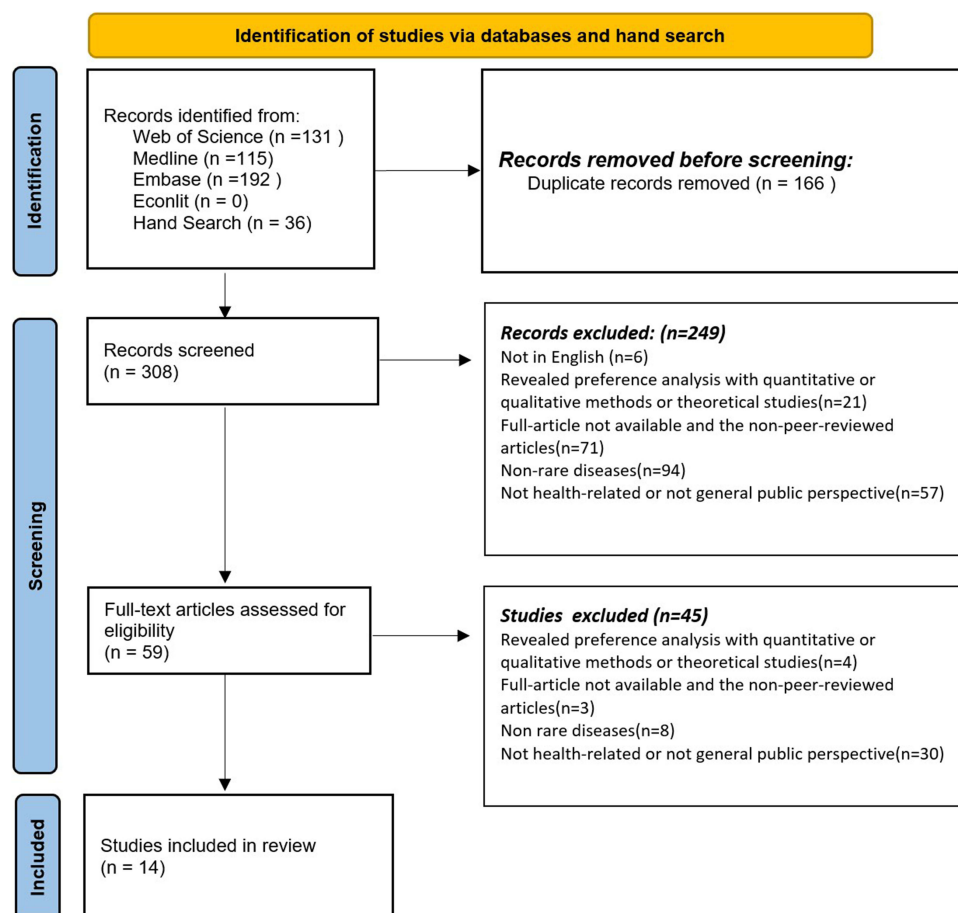 Identification of studies via databases and hand search
Identification
Records identified from:
Web of Science (n =131 )
Medline (n =115)
Embase (n =192 )
Econlit (n = 0)
Hand Search (n = 36)
Records removed before screening:
Duplicate records removed (n = 166 )
Screening
Records screened
(n = 308)
Records excluded: (n=249)
Not in English (n=6)
Revealed preference analysis with quantitative or
qualitative methods or theoretical studies(n=21)
Full-article not available and the non-peer-reviewed
articles(n=71)
Non-rare diseases(n=94)
Not health-related or not general public perspective(n=57)
Full-text articles assessed for
eligibility
(n = 59)
Studies  excluded (n=45)
Revealed preference analysis with quantitative or
qualitative methods or theoretical studies(n=4)
Full-article not available and the non-peer-reviewed
articles(n=3)
Non rare diseases(n=8)
Not health-related or not general public perspective(n=30)
Included
Studies included in review
(n = 14)